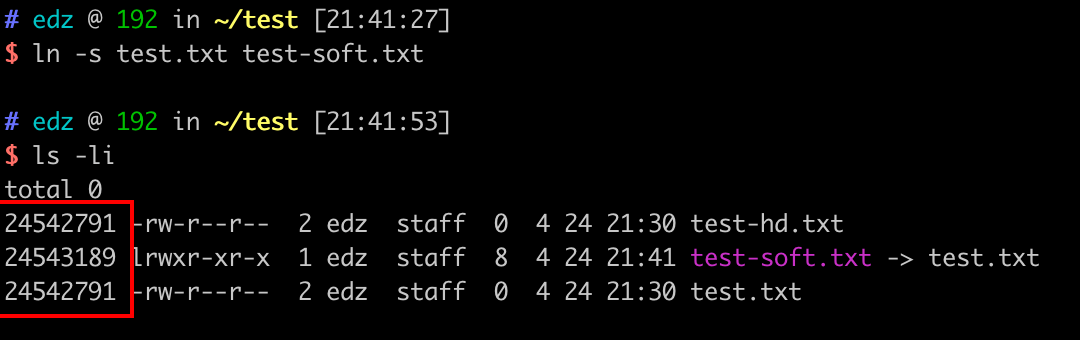 # edz @ 192 in ~/test [21:41:27]
$ ln -s test.txt test-soft.txt
# edz @ 192 in ~/test [21:41:53]
$ ls -li
total 0
24542791 -rw-r--r--  2 edz  staff  0  4 24 21:30 test-hd.txt
24543189 lrwxr-xr-x  1 edz  staff  8  4 24 21:41 test-soft.txt -> test.txt
24542791 -rw-r--r--  2 edz  staff  0  4 24 21:30 test.txt